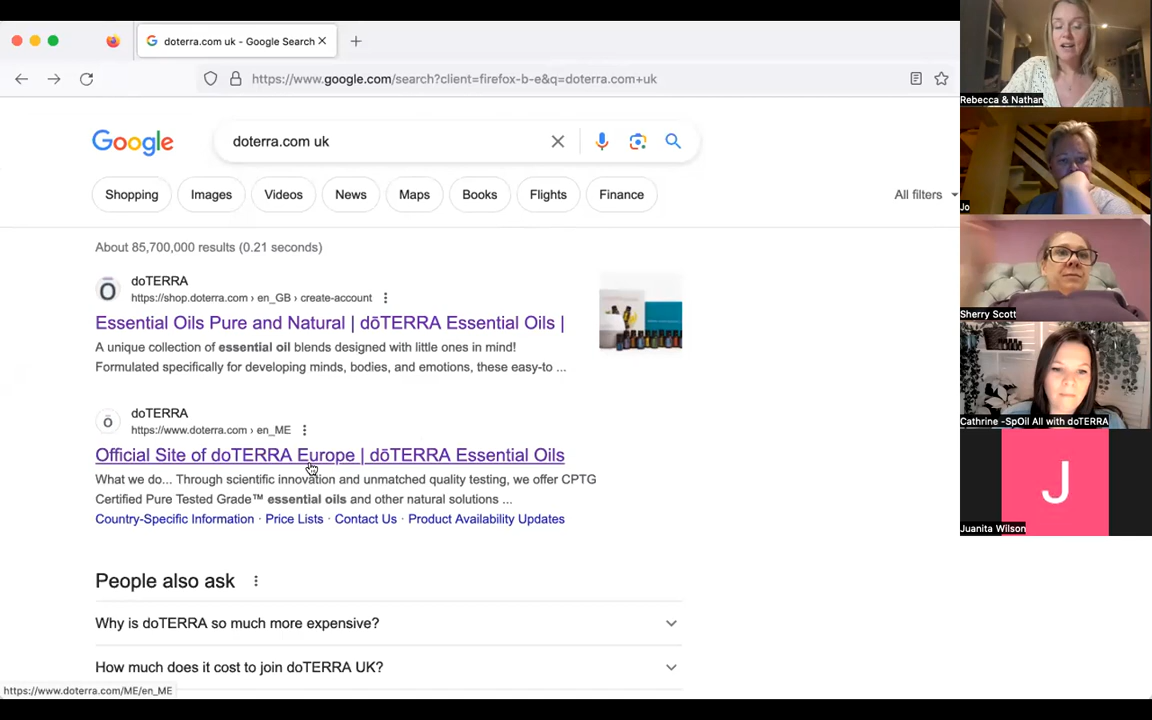 doterra.com uk - Google Search
https://www.google.com/search?client=firefox-b-e&q=doterra.com+uk
Google
doterra.com uk
Shopping
Images
Videos
News
Maps
Books
Flights
Finance
All filters
About 85,700,000 results (0.21 seconds)
doTERRA
https://shop.doterra.com › en_GB › create-account
Essential Oils Pure and Natural | dōTERRA Essential Oils |
A unique collection of essential oil blends designed with little ones in mind!
Formulated specifically for developing minds, bodies, and emotions, these easy-to ...
doTERRA
https://www.doterra.com › en_ME
Official Site of doTERRA Europe | dōTERRA Essential Oils
What we do... Through scientific innovation and unmatched quality testing, we offer CPTG
Certified Pure Tested Grade™ essential oils and other natural solutions ...
Country-Specific Information · Price Lists · Contact Us · Product Availability Updates
People also ask
Why is doTERRA so much more expensive?
How much does it cost to join doTERRA UK?
https://www.doterra.com/ME/en_ME
Rebecca & Nathan
Jo
Sherry Scott
Cathrine -SpOil All with doTERRA
J
Juanita Wilson